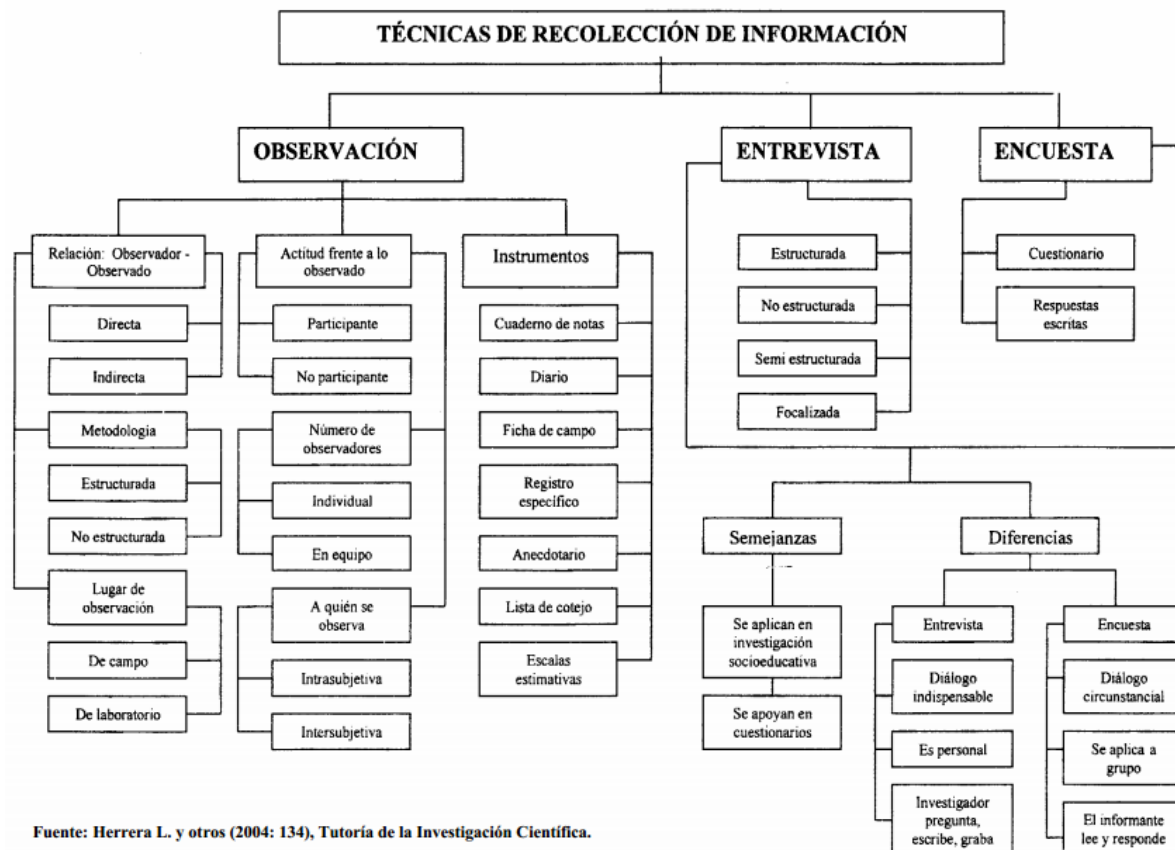 TÉCNICAS DE RECOLECCIÓN DE INFORMACIÓN
OBSERVACIÓN
ENTREVISTA
ENCUESTA
Relación: Observador -
Observado
Directa
Indirecta
Metodología
Estructurada
No estructurada
Lugar de
observación
De campo
De laboratorio
Actitud frente a lo
observado
Participante
No participante
Número de
observadores
Individual
En equipo
A quién se
observa
Intrasubjetiva
Intersubjetiva
Instrumentos
Cuaderno de notas
Diario
Ficha de campo
Registro
específico
Anecdotario
Lista de cotejo
Escalas
estimativas
Estructurada
No estructurada
Semi estructurada
Focalizada
Cuestionario
Respuestas
escritas
Semejanzas
Se aplican en
investigación
socioeducativa
Se apoyan en
cuestionarios
Diferencias
Entrevista
Diálogo
indispensable
Es personal
Investigador
pregunta,
escribe, graba
Encuesta
Diálogo
circunstancial
Se aplica a
grupo
El informante
lee y responde
Fuente: Herrera L. y otros (2004: 134), Tutoría de la Investigación Científica.